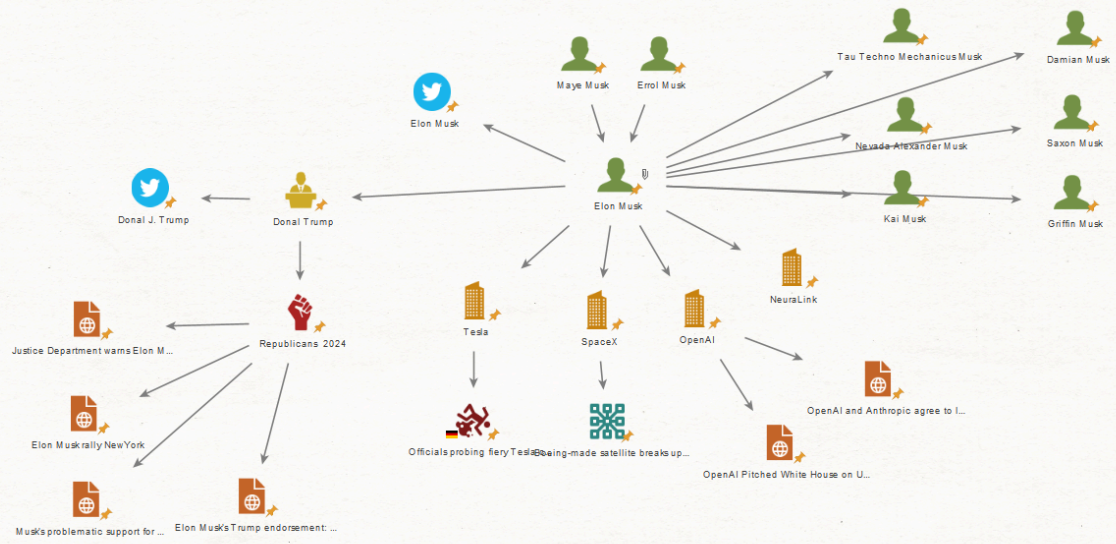 Tau Techno Mechanicus Musk
Damian Musk
Maye Musk
Errol Musk
Elon Musk
Nevada Alexander Musk
Saxon Musk
Elon Musk
Donal J. Trump
Donal Trump
Kai Musk
Griffin Musk
NeuraLink
Tesla
SpaceX
OpenAI
Republicans 2024
Justice Department warns Elon M...
OpenAI and Anthropic agree to l...
Elon Musk rally NewYork
Officials probing fiery Tesla c...
Boeing-made satellite breaks up...
OpenAI Pitched White House on U...
Musk's problematic support for ...
Elon Musk's Trump endorsement: ...